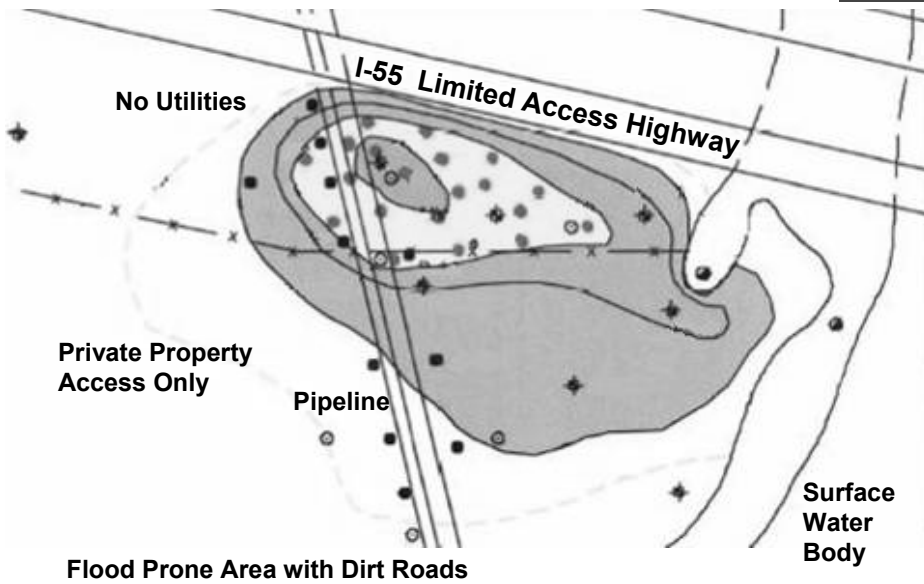 I-55 Limited Access Highway
No Utilities
Private Property
Access Only
Pipeline
Surface
Water
Body
Flood Prone Area with Dirt Roads